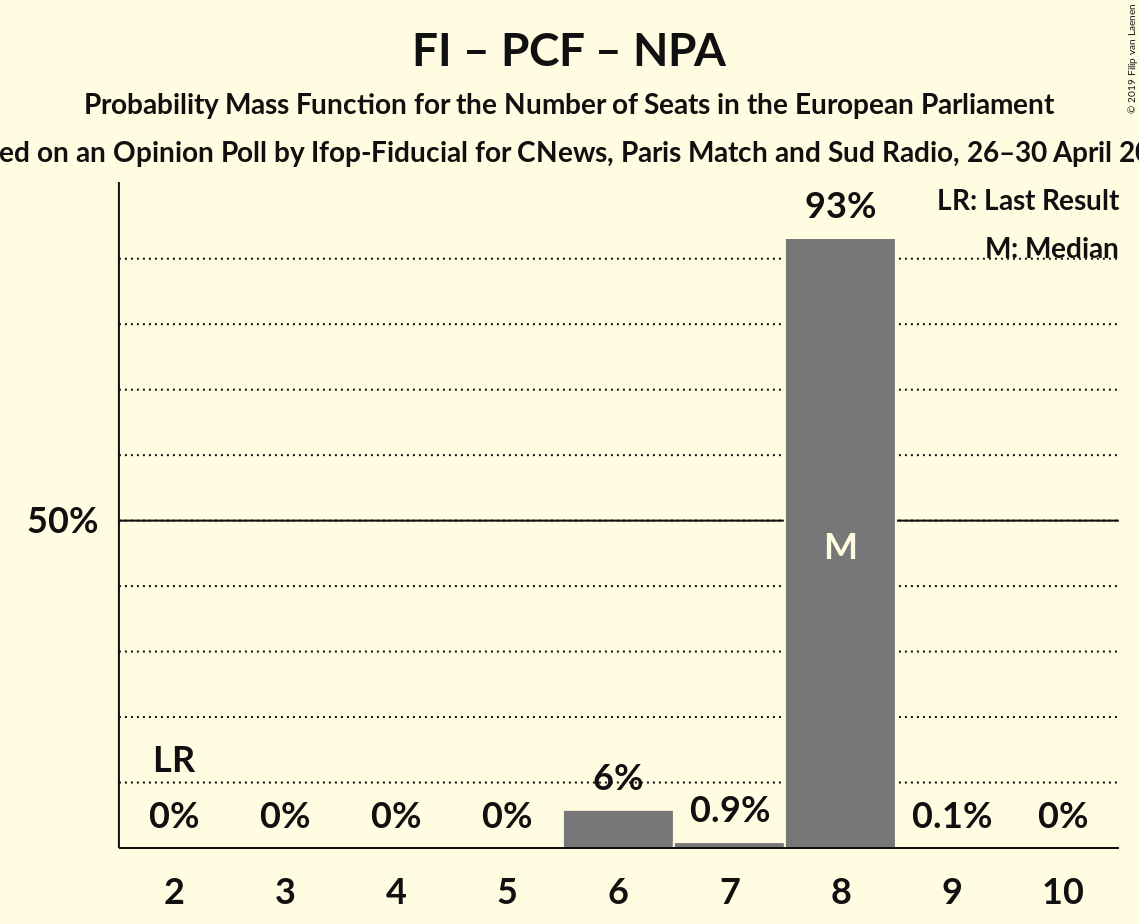 FI – PCF – NPA
Probability Mass Function for the Number of Seats in the European Parliament
on an Opinion Poll by Ifop-Fiducial for CNews, Paris Match and Sud Radio, 26–30 April
© 2019 Filip van Laenen
LR: Last Result
M: Median
93%
50%
M
LR
0% 0% 0% 0% 6% 0.9% 0.1% 0%
2 3 4 5 6 7 8 9 10